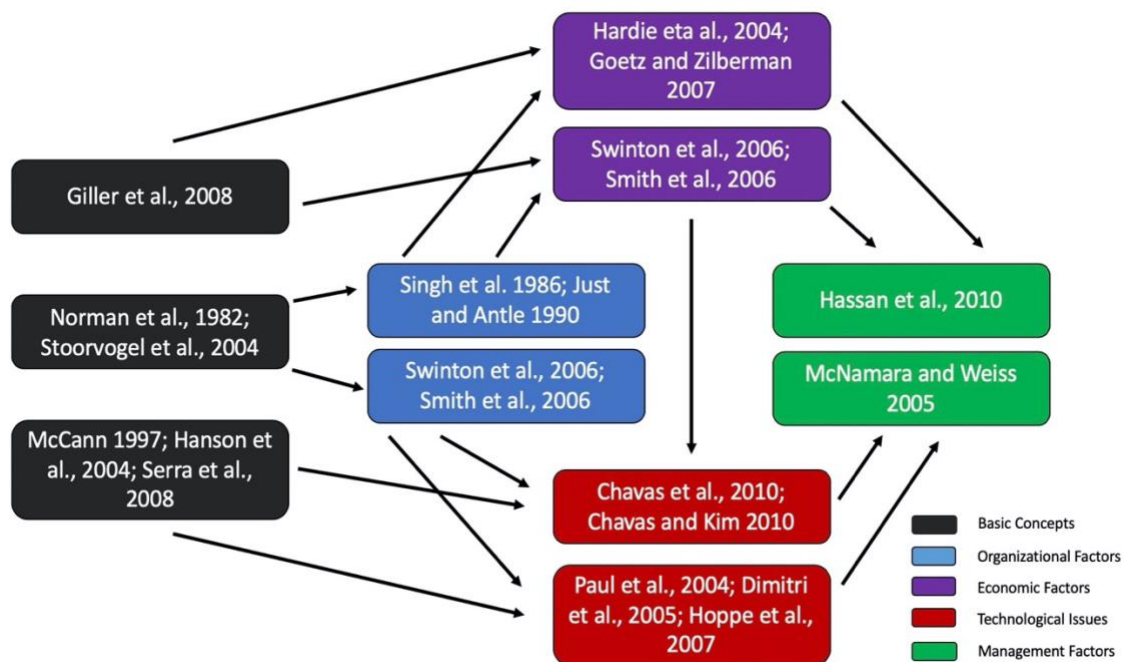 Hardie eta al., 2004;
Goetz and Zilberman
2007
Swinton et al., 2006;
Smith et al., 2006
Giller et al., 2008
Singh et al. 1986; Just
and Antle 1990
Norman et al., 1982;
Stoorvogel et al., 2004
Swinton et al., 2006;
Smith et al., 2006
Hassan et al., 2010
McNamara and Weiss
2005
McCann 1997; Hanson et
al., 2004; Serra et al.,
2008
Chavas et al., 2010;
Chavas and Kim 2010
Paul et al., 2004; Dimitri
et al., 2005; Hoppe et al.,
2007
Basic Concepts
Organizational Factors
Economic Factors
Technological Issues
Management Factors